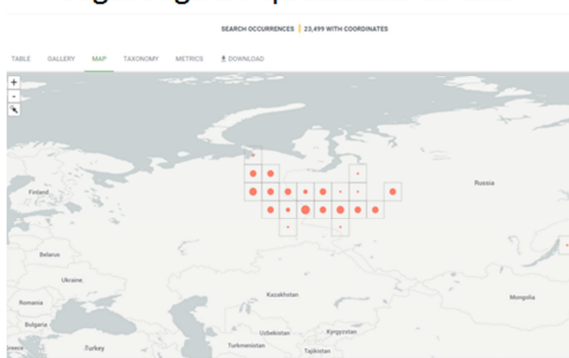 SEARCH OCCURRENCES | 23,499 WITH COORDINATES
TABLE GALLERY MAP TAXONOMY METRICS DOWNLOAD
+
-
Finland
Russia
Belarus
Ukraine
Kazakhstan
Romania
Mongolia
Bulgaria
Uzbekistan
Kyrgyzstan
Greece
Turkey
Turkmenistan
Tajikistan